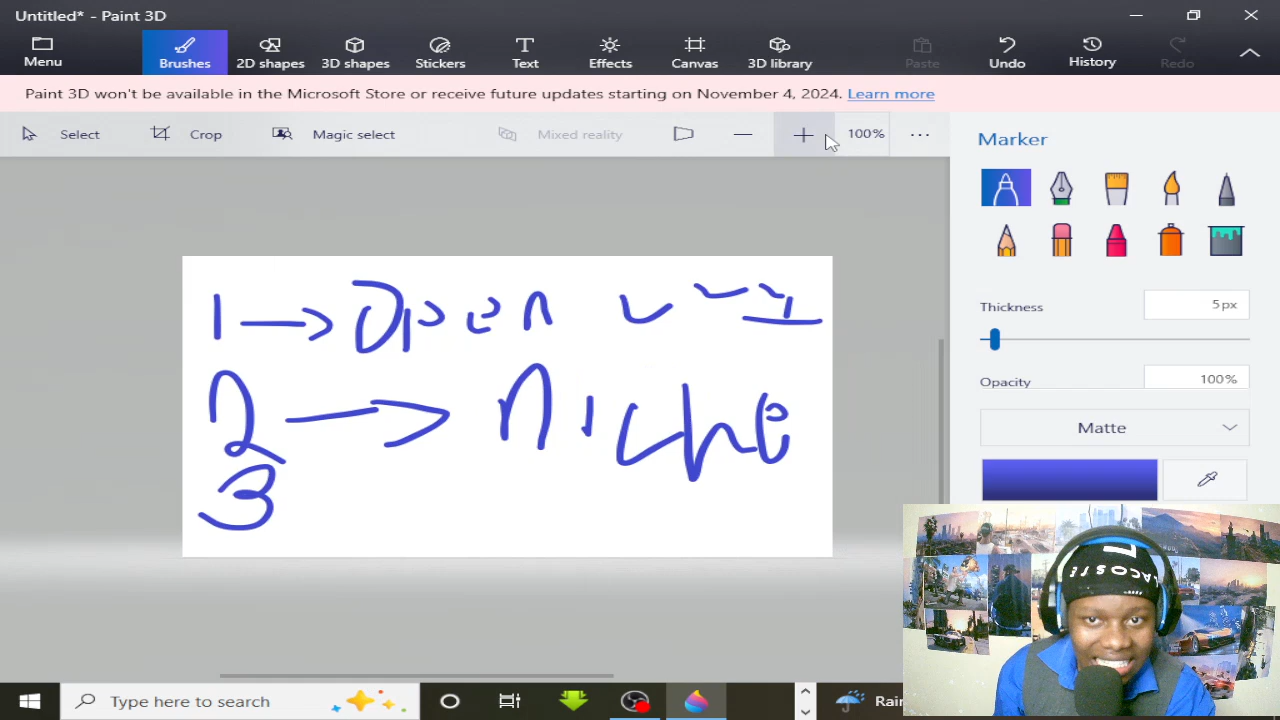 Untitled* - Paint 3D
Menu Brushes 2D shapes 3D shapes Stickers Text Effects Canvas 3D library Paste Undo History Redo
Paint 3D won't be available in the Microsoft Store or receive future updates starting on November 4, 2024. Learn more
Select Crop Magic select Mixed reality 100% ...
Marker
Thickness 5px
Opacity 100%
Matte
1 → Open
2 → niche
3
LACOSTE
Type here to search
Rai